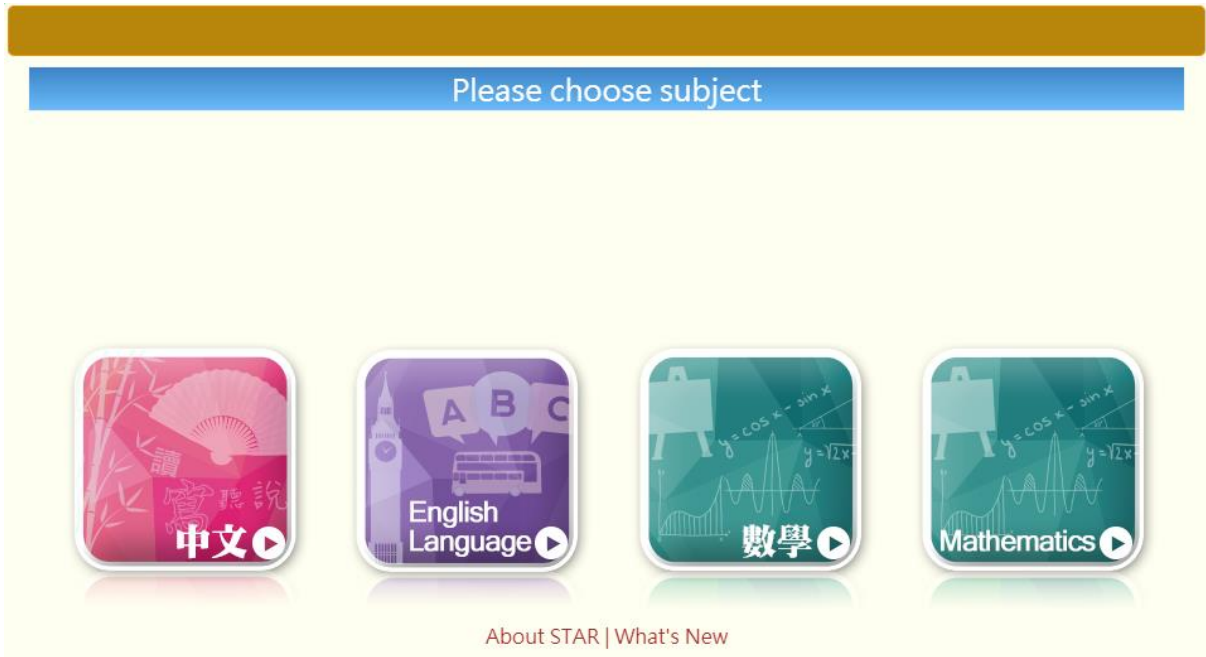 Please choose subject
讀
寫 聽 說
中文
A B C
English
Language
y = cos x - sin x
y = √2x
數學
y = cos x - sin x
y = √2x
Mathematics
About STAR | What's New